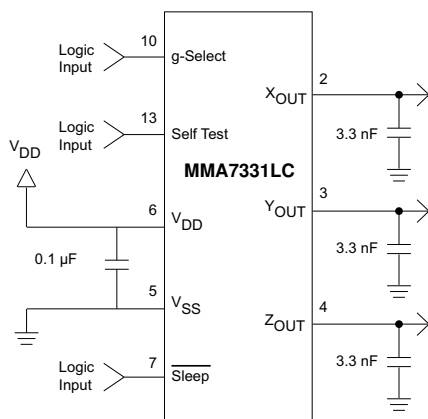 Logic
Input
10
g-Select
2
X_OUT
3.3 nF
Logic
Input
13
Self Test
V_DD
MMA7331LC
3
Y_OUT
3.3 nF
6
V_DD
0.1 µF
5
V_SS
4
Z_OUT
3.3 nF
Logic
Input
7
Sleep